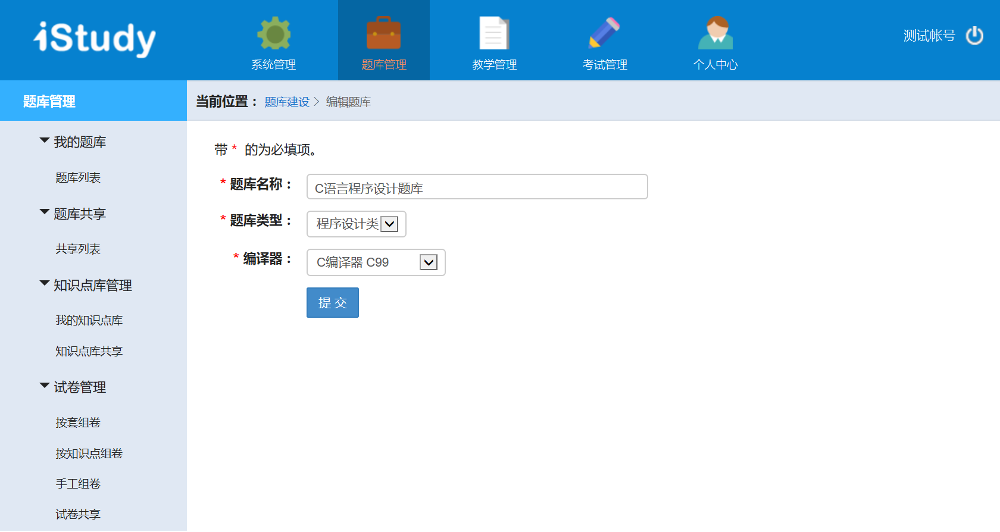 iStudy
系统管理
题库管理
教学管理
考试管理
个人中心
测试帐号
题库管理
当前位置： 题库建设 > 编辑题库
我的题库
题库列表
题库共享
共享列表
知识点库管理
我的知识点库
知识点库共享
试卷管理
按套组卷
按知识点组卷
手工组卷
试卷共享
带 * 的为必填项。
* 题库名称： C语言程序设计题库
* 题库类型： 程序设计类
* 编译器： C编译器 C99
提 交